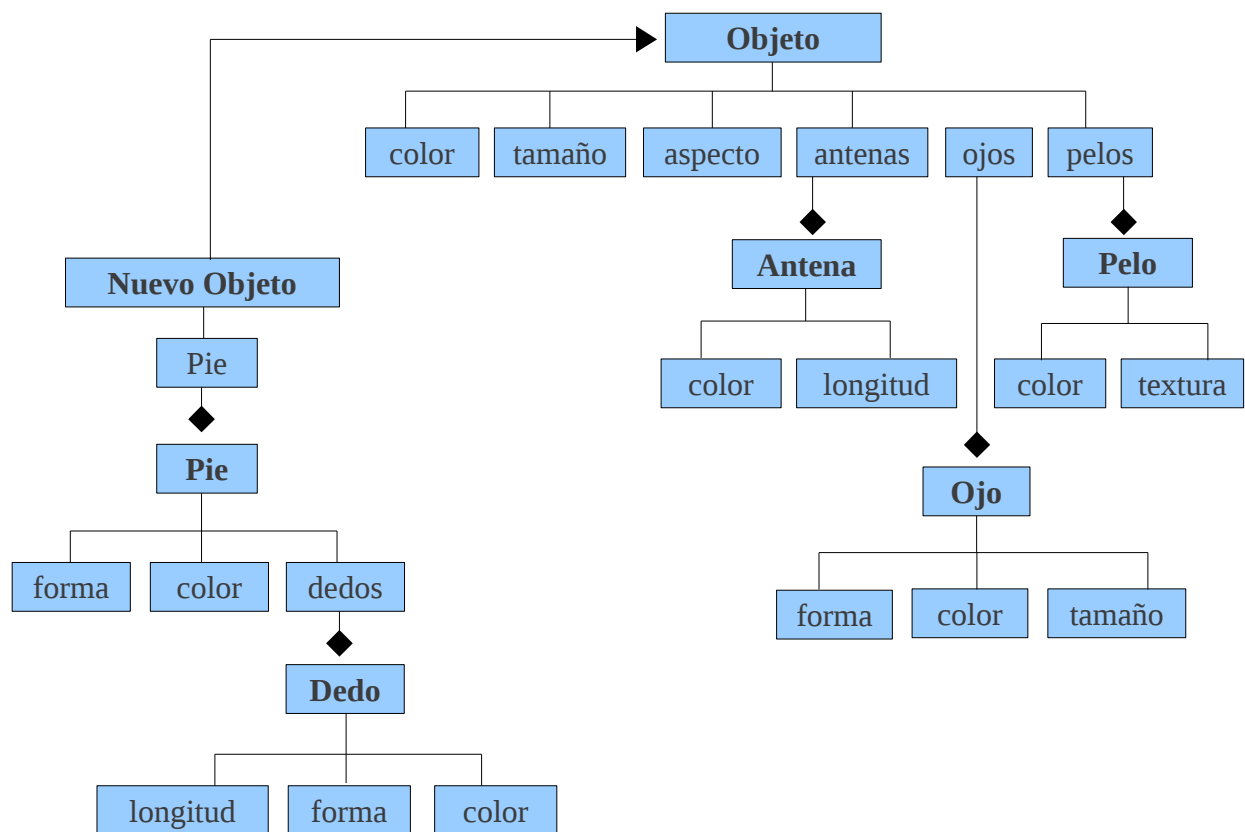 Objeto
color
tamaño
aspecto
antenas
ojos
pelos
Antena
Pelo
Nuevo Objeto
Pie
color
longitud
color
textura
Pie
Ojo
forma
color
dedos
forma
color
tamaño
Dedo
longitud
forma
color